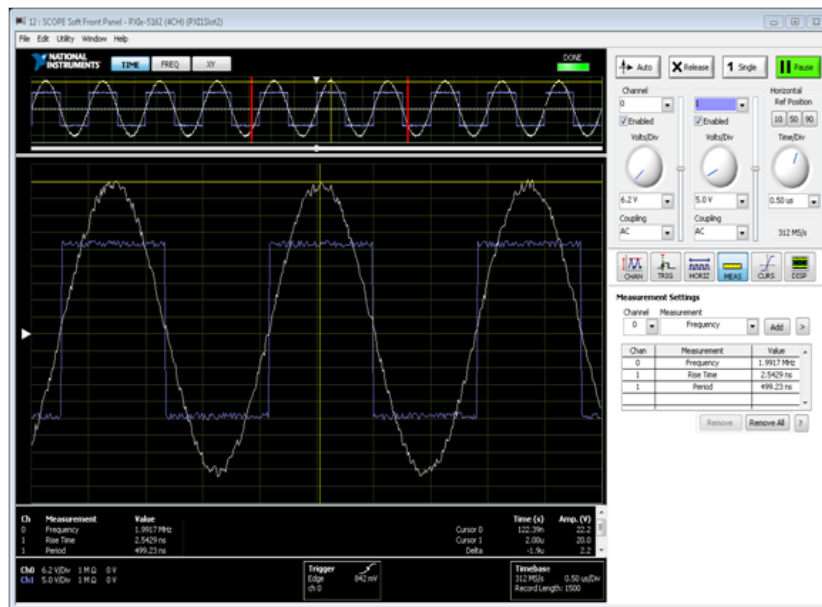 12 : SCOPE Soft Front Panel - PXIe-5162 (4CH) (PXI1Slot2)
File Edit Utility Window Help
NATIONAL INSTRUMENTS
TIME FREQ XY
DONE
Auto Release 1 Single Pause
Channel
0 1
Horizontal
Ref Position
Enabled Enabled
10 50 90
Volts/Div Volts/Div Time/Div
6.2 V 5.0 V 0.50 us
Coupling Coupling
AC AC 312 MS/s
CHAN TRIG HORIZ MEAS CURS DISP
Measurement Settings
Channel Measurement
0 Frequency Add >
Chan Measurement Value
0 Frequency 1.9917 MHz
1 Rise Time 2.5429 ns
1 Period 499.23 ns
Remove Remove All ?
Ch Measurement Value Time (s) Amp. (V)
0 Frequency 1.9917 MHz Cursor 0 122.39n 22.2
1 Rise Time 2.5429 ns Cursor 1 2.00u 20.0
1 Period 499.23 ns Delta -1.9u 2.2
Ch0 6.2 V/Div 1 M Ω 0 V
Ch1 5.0 V/Div 1 M Ω 0 V
Trigger
Edge 842 mV
ch 0
Timebase
312 MS/s 0.50 us/Div
Record Length: 1500